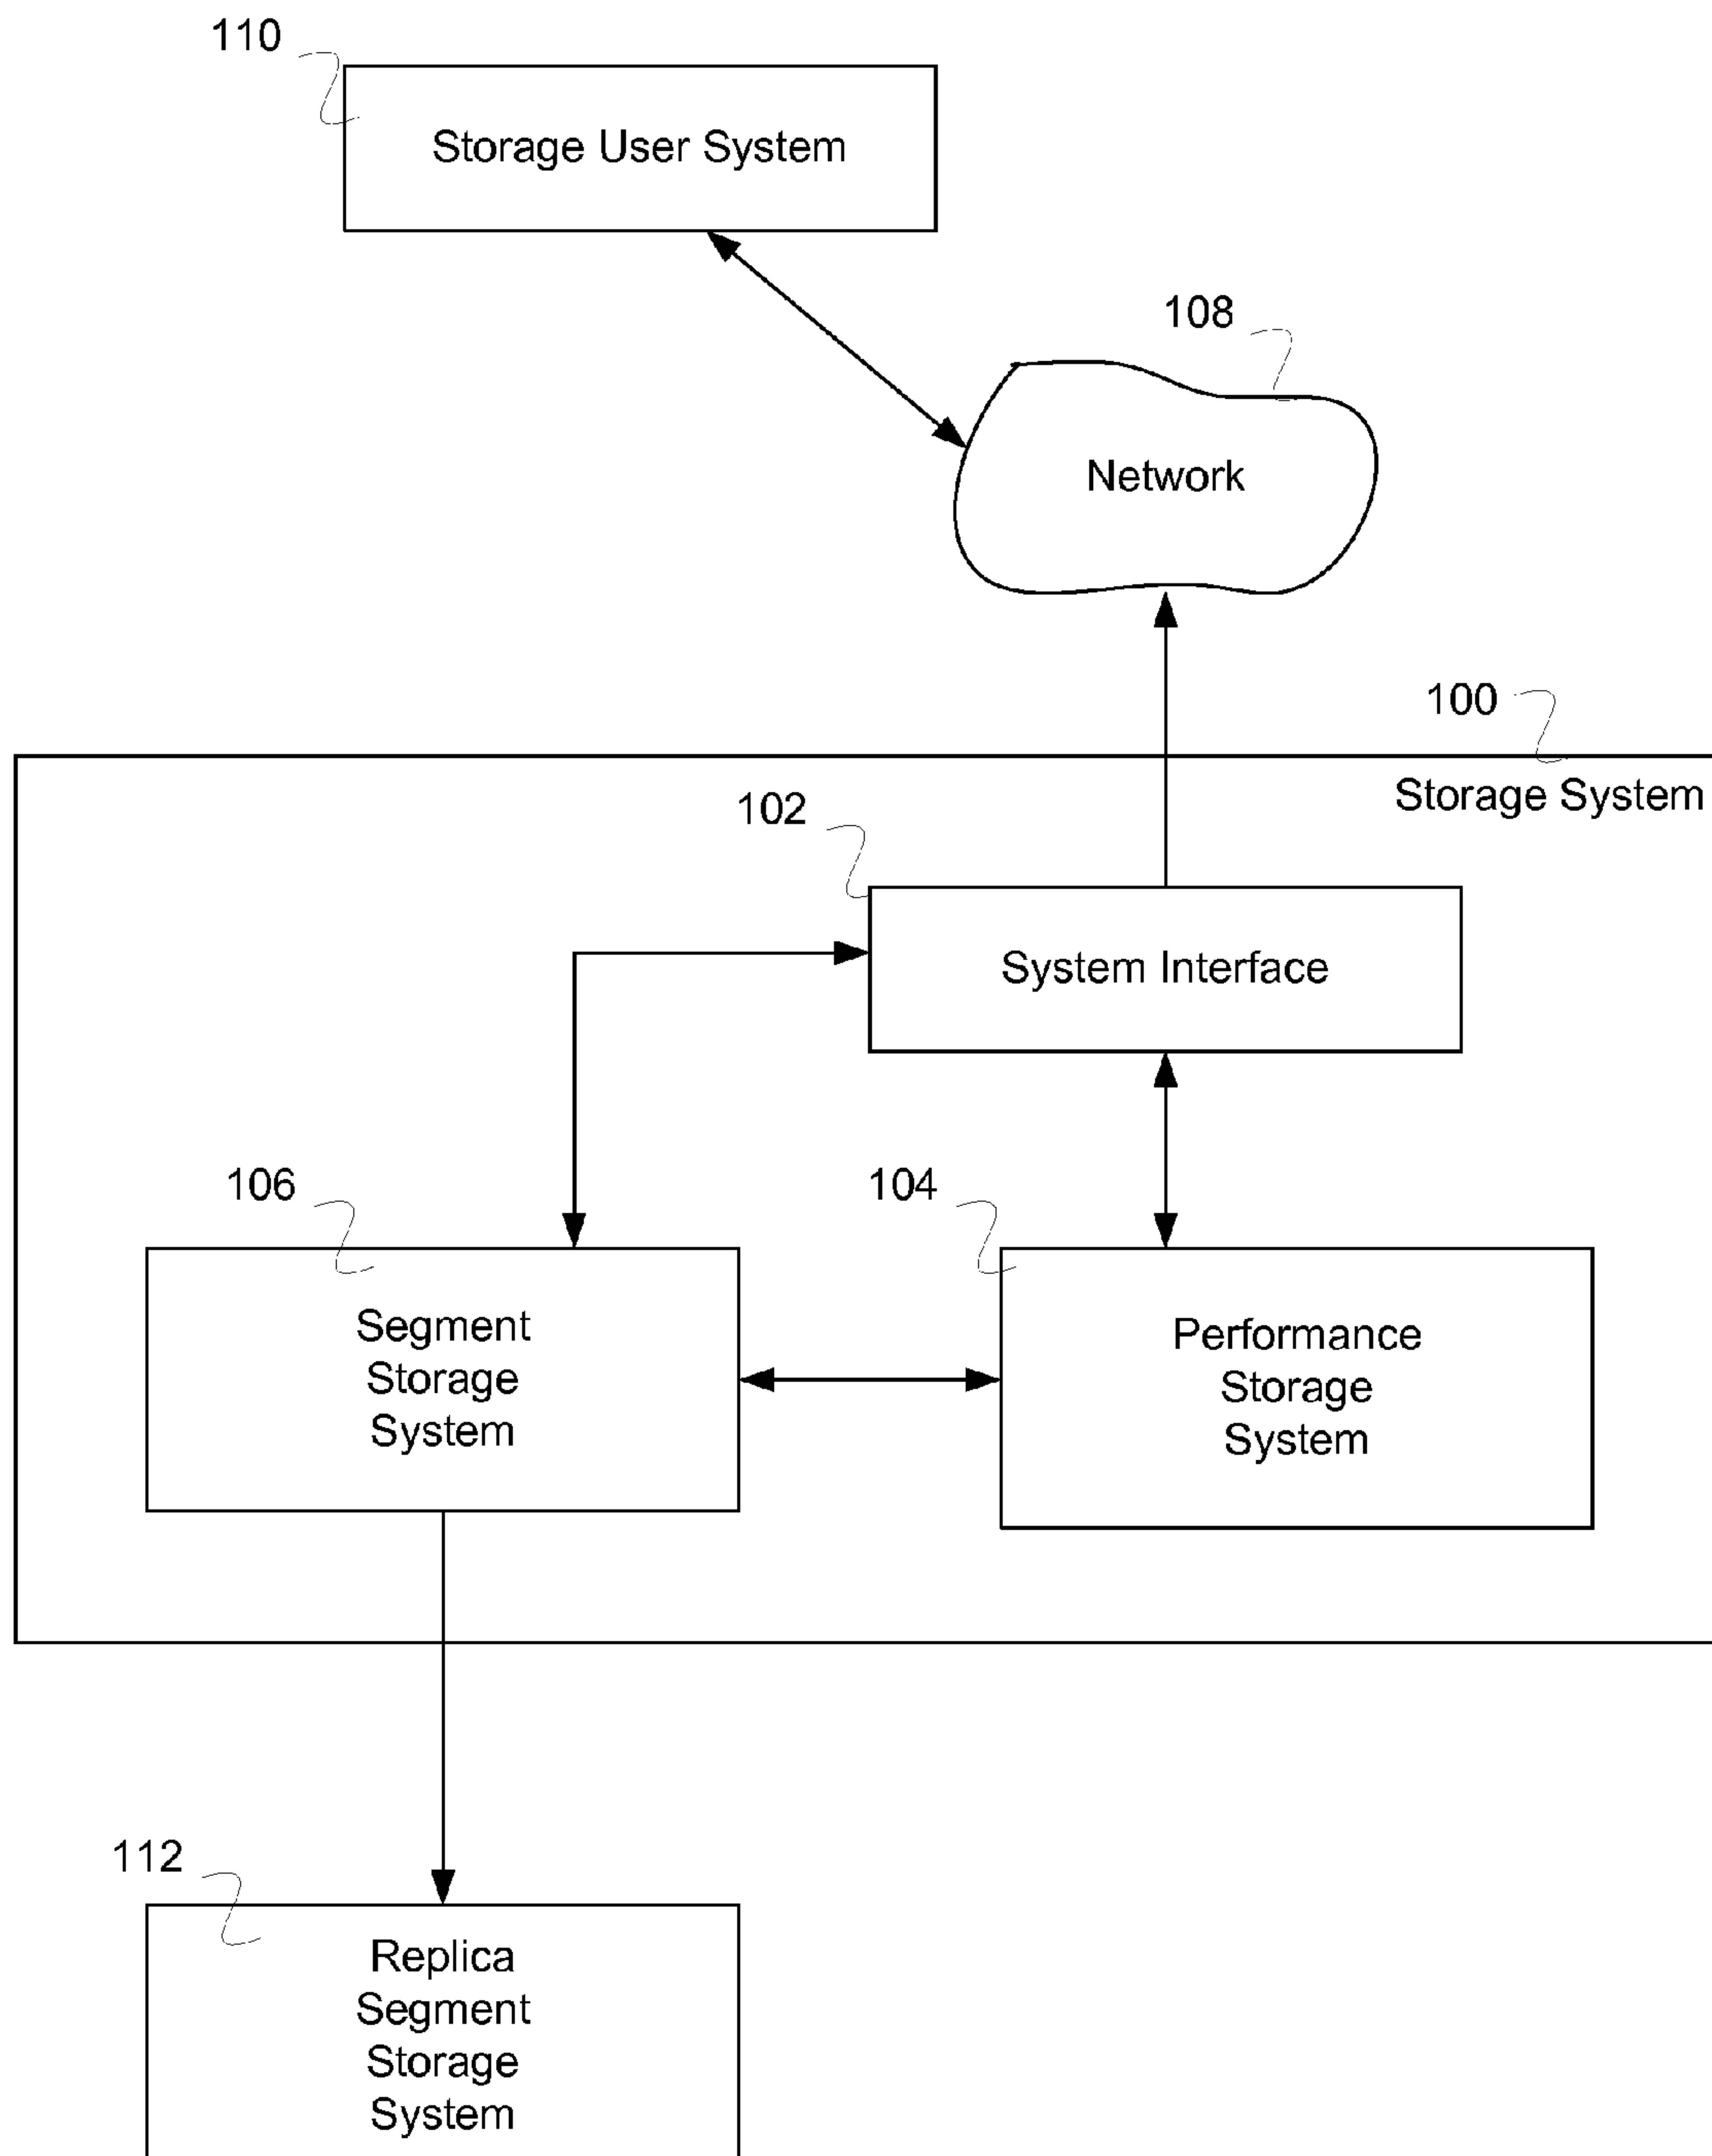 110
Storage User System
108
Network
100
Storage System
102
System Interface
106
104
Segment
Storage
System
Performance
Storage
System
112
Replica
Segment
Storage
System